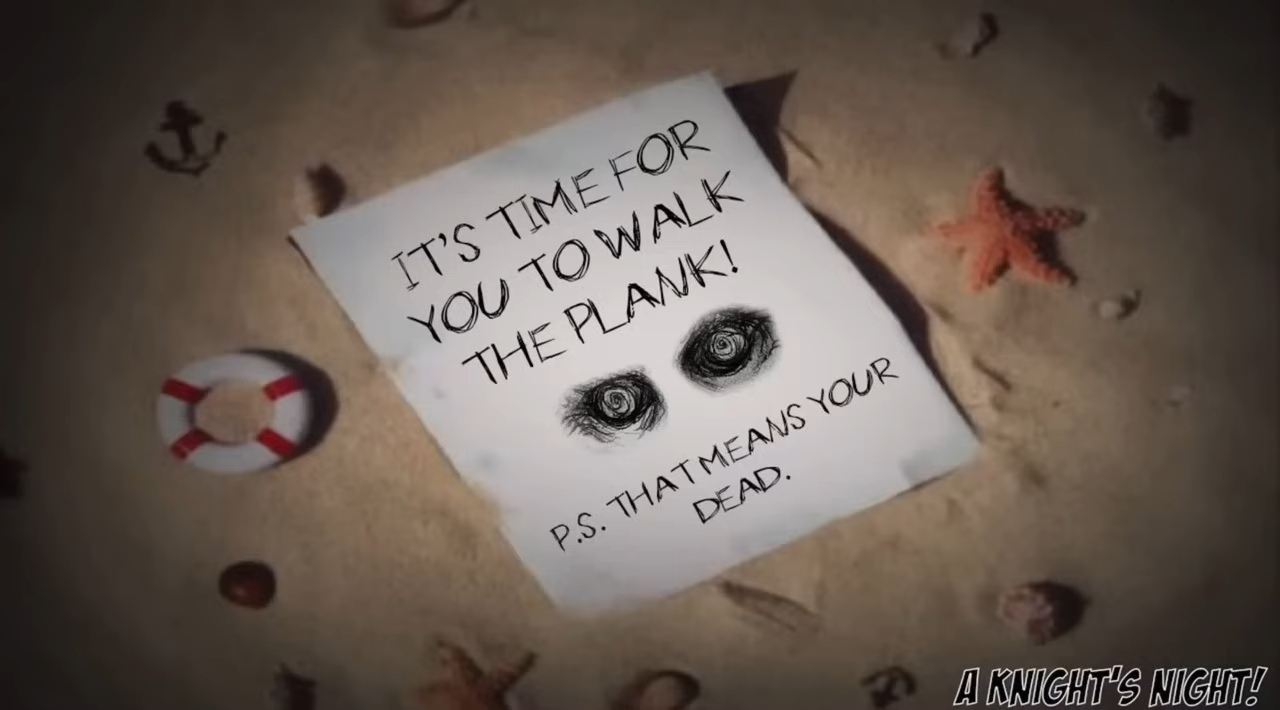 IT'S TIME FOR
YOU TO WALK
THE PLANK!
P.S. THAT MEANS YOUR
DEAD.
A KNIGHT'S NIGHT!